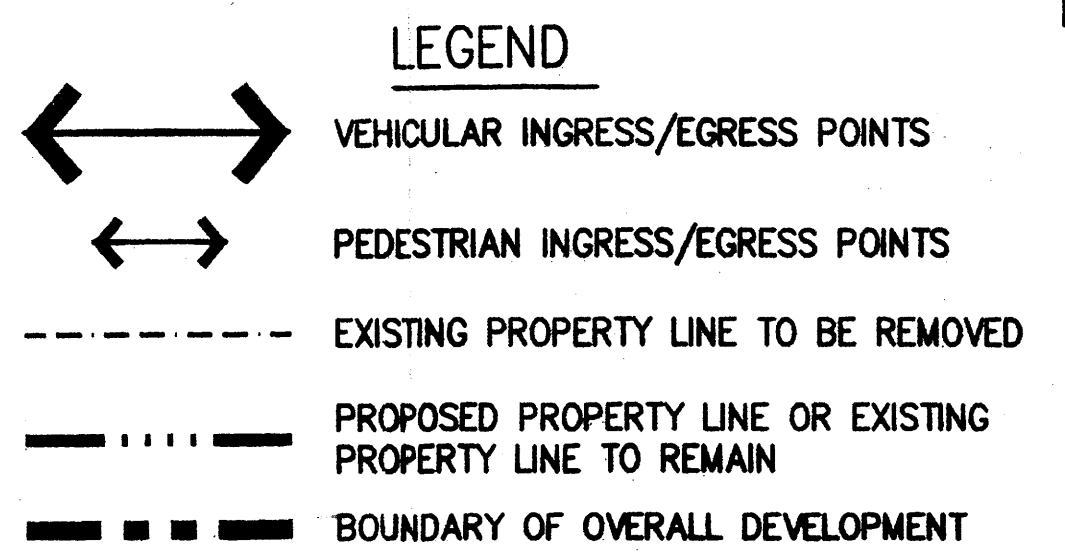 LEGEND
VEHICULAR INGRESS/EGRESS POINTS
PEDESTRIAN INGRESS/EGRESS POINTS
EXISTING PROPERTY LINE TO BE REMOVED
PROPOSED PROPERTY LINE OR EXISTING
PROPERTY LINE TO REMAIN
BOUNDARY OF OVERALL DEVELOPMENT